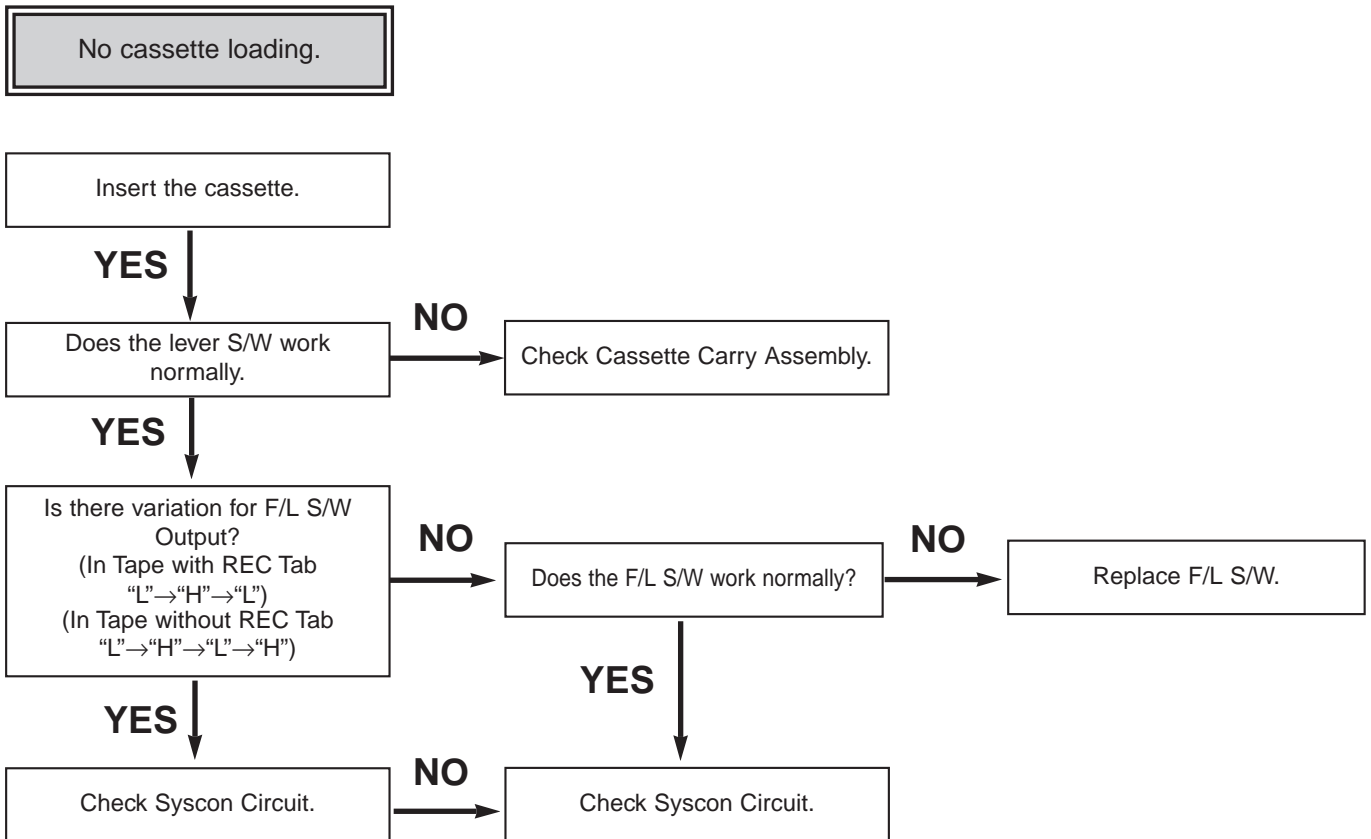 No cassette loading.
Insert the cassette.
YES
Does the lever S/W work
normally.
NO
Check Cassette Carry Assembly.
YES
Is there variation for F/L S/W
Output?
(In Tape with REC Tab
“L”→“H”→“L”)
(In Tape without REC Tab
“L”→“H”→“L”→“H”)
NO
Does the F/L S/W work normally?
NO
Replace F/L S/W.
YES
YES
Check Syscon Circuit.
NO
Check Syscon Circuit.